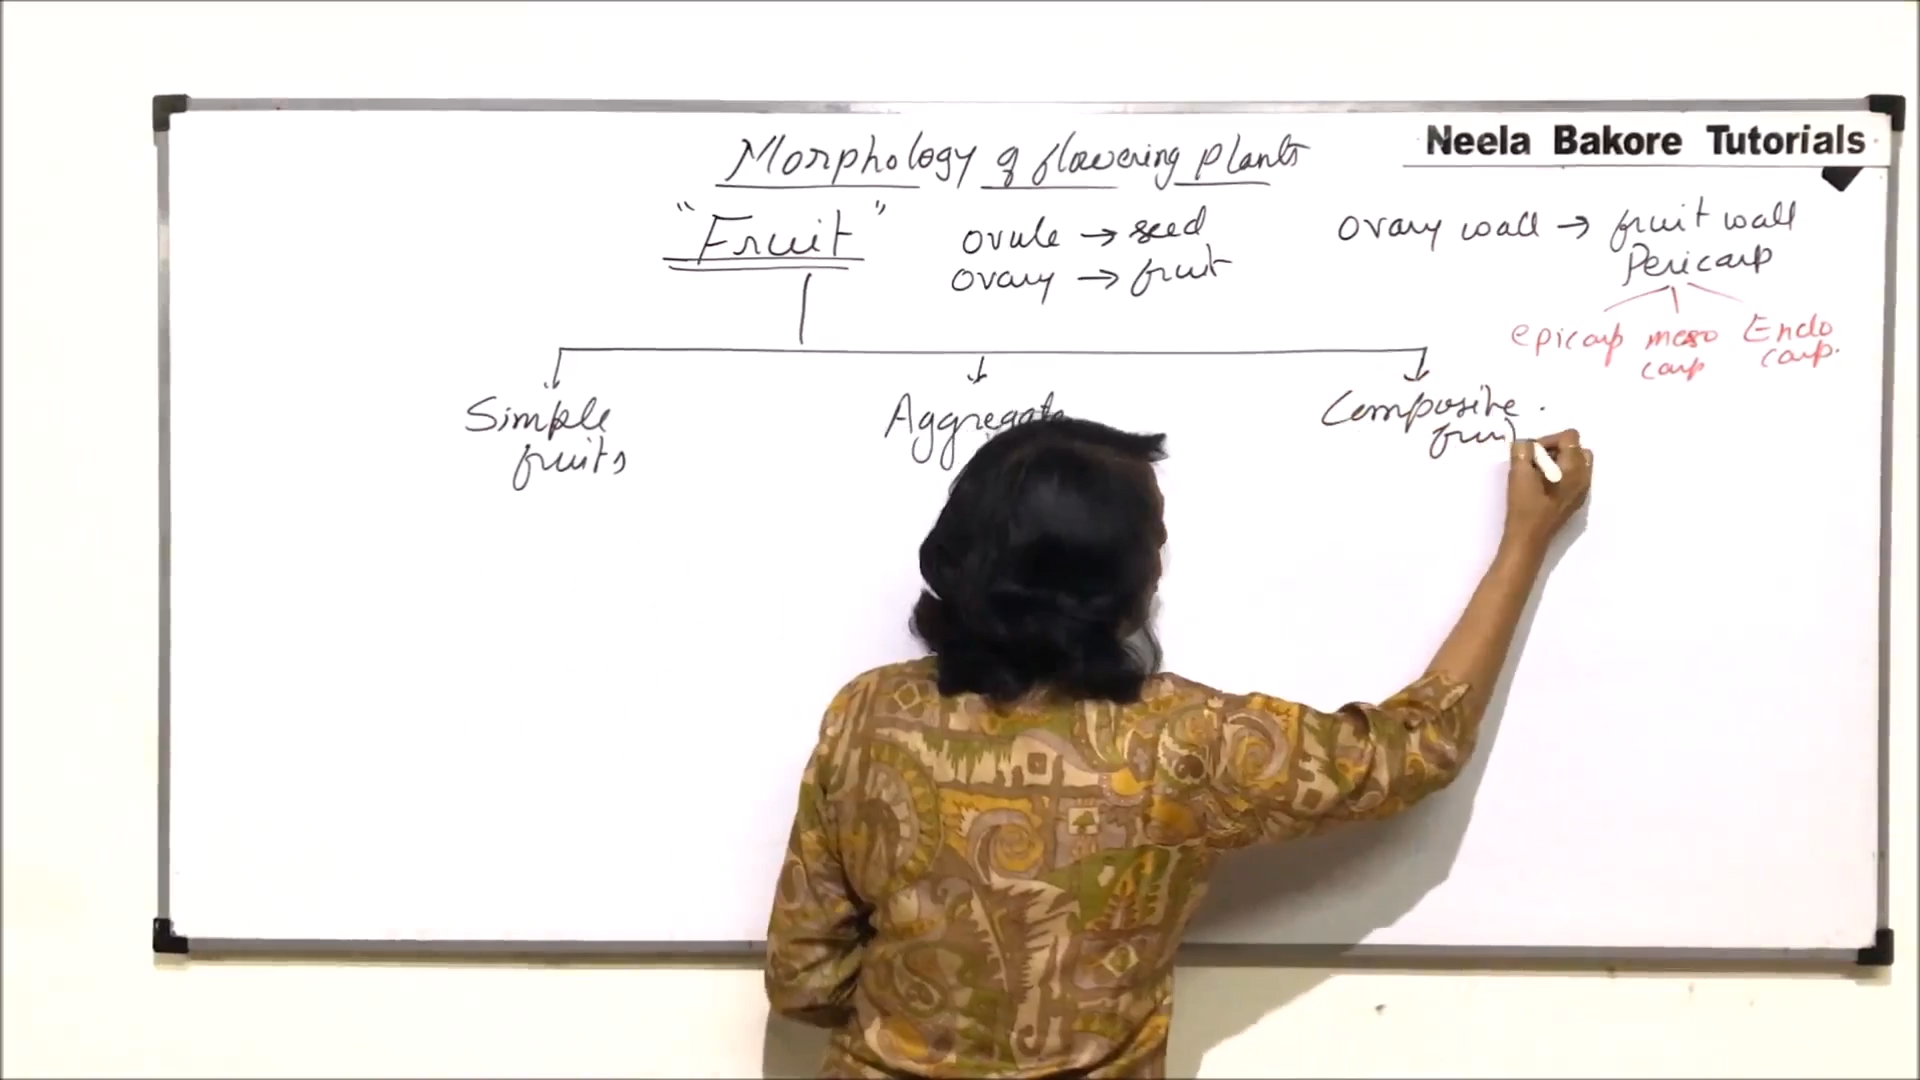 Neela Bakore Tutorials
Morphology of flowering plants
"Fruit"
ovule → seed
ovary → fruit
ovary wall → fruit wall
Pericarp
epicarp meso carp Endo carp.
Simple fruits
Aggregate
Composite.